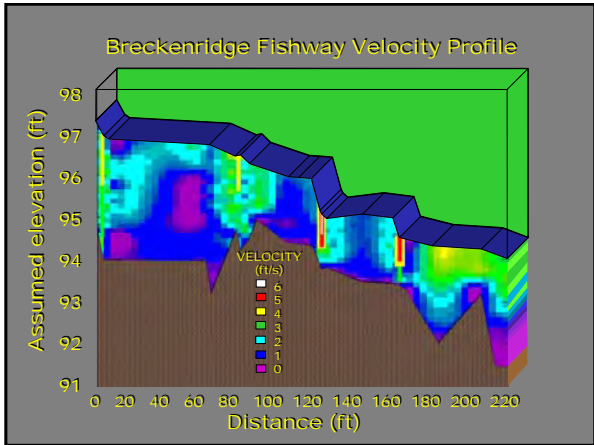 Breckenridge Fishway Velocity Profile
Assumed elevation (ft)
98
97
96
95
94
93
92
91
VELOCITY
(ft/s)
6
5
4
3
2
1
0
0 20 40 60 80 100 120 140 160 180 200 220
Distance (ft)